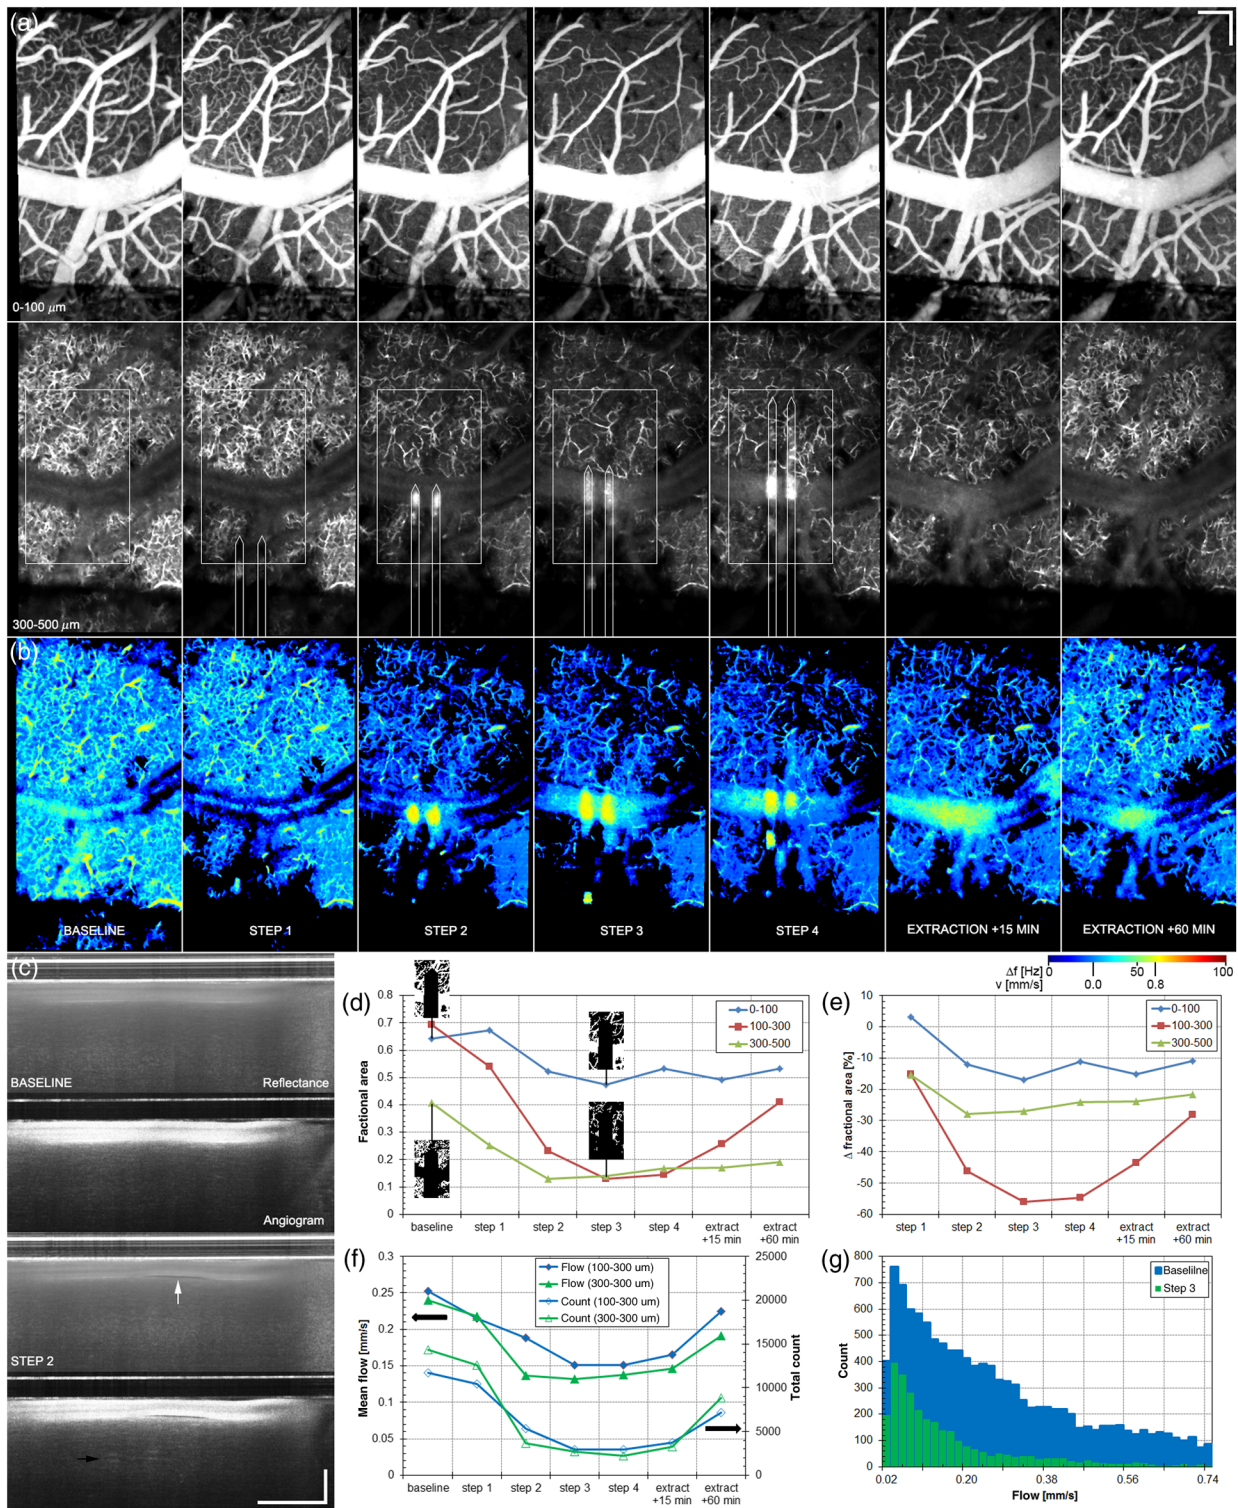 (a)
0-100 µm
300-500 µm
(b)
BASELINE
STEP 1
STEP 2
STEP 3
STEP 4
EXTRACTION +15 MIN
EXTRACTION +60 MIN
Δf [Hz] 0 50 100
v [mm/s] 0.0 0.8
(c)
BASELINE
Reflectance
Angiogram
STEP 2
(d)
Factional area
0.8
0.7
0.6
0.5
0.4
0.3
0.2
0.1
0
0-100
100-300
300-500
baseline step 1 step 2 step 3 step 4 extract extract
+15 min +60 min
(e)
Δ fractional area [%]
10
0
-10
-20
-30
-40
-50
-60
0-100
100-300
300-500
step 1 step 2 step 3 step 4 extract extract
+15 min +60 min
(f)
Mean flow [mm/s]
0.3
0.25
0.2
0.15
0.1
0.05
0
Flow (100-300 um)
Flow (300-300 um)
Count (100-300 um)
Count (300-300 um)
25000
20000
15000
10000
5000
0
Total count
baseline step 1 step 2 step 3 step 4 extract extract
+15 min +60 min
(g)
Count
800
700
600
500
400
300
200
100
0
Baselilne
Step 3
0.02 0.20 0.38 0.56 0.74
Flow [mm/s]